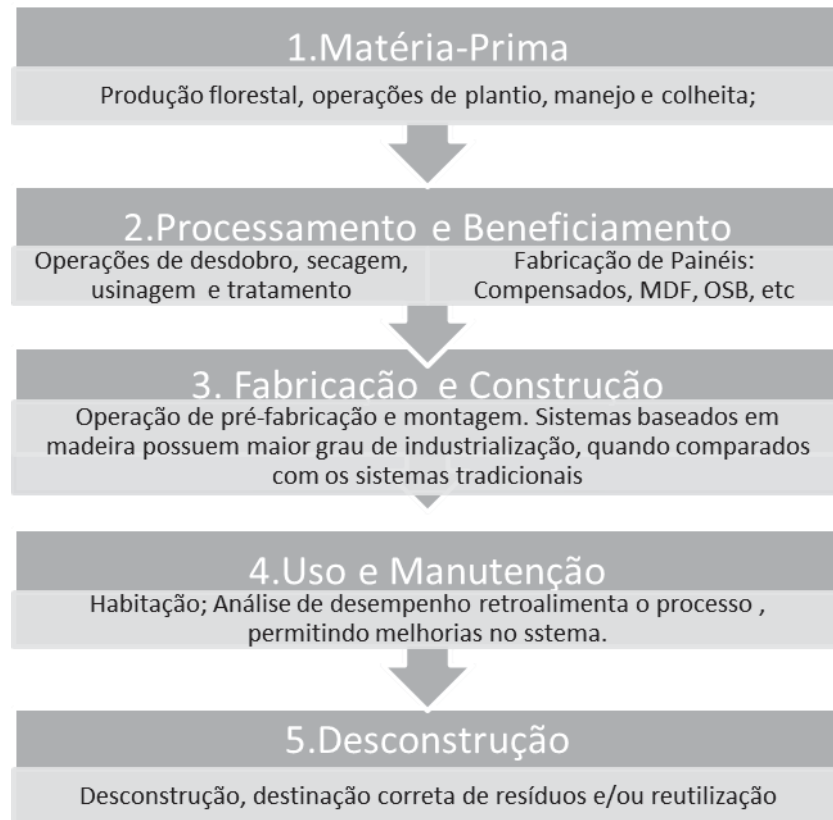 1.Matéria-Prima
Produção florestal, operações de plantio, manejo e colheita;
2.Processamento e Beneficiamento
Operações de desdobro, secagem,
usinagem e tratamento
Fabricação de Painéis:
Compensados, MDF, OSB, etc
3. Fabricação e Construção
Operação de pré-fabricação e montagem. Sistemas baseados em
madeira possuem maior grau de industrialização, quando comparados
com os sistemas tradicionais
4.Uso e Manutenção
Habitação; Análise de desempenho retroalimenta o processo ,
permitindo melhorias no sstema.
5.Desconstrução
Desconstrução, destinação correta de resíduos e/ou reutilização